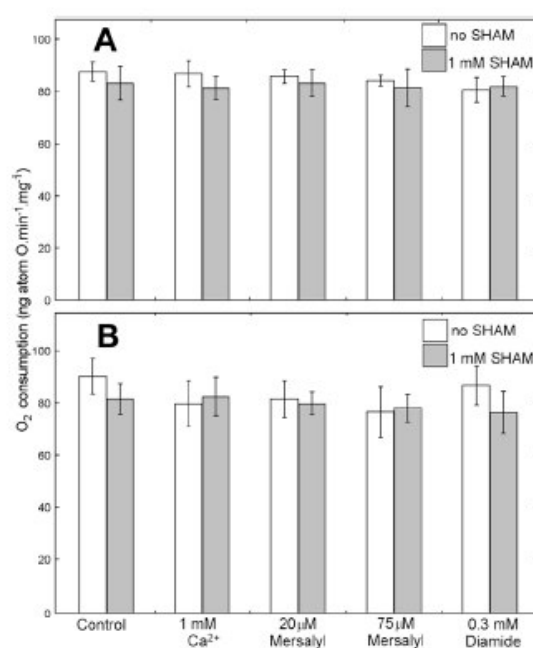 A
no SHAM
1 mM SHAM
100
80
60
40
20
0
B
no SHAM
1 mM SHAM
100
80
60
40
20
0
O₂ consumption (ng atom O.min⁻¹.mg⁻¹)
Control 1 mM 20µM 75µM 0.3 mM
Ca²⁺ Mersalyl Mersalyl Diamide